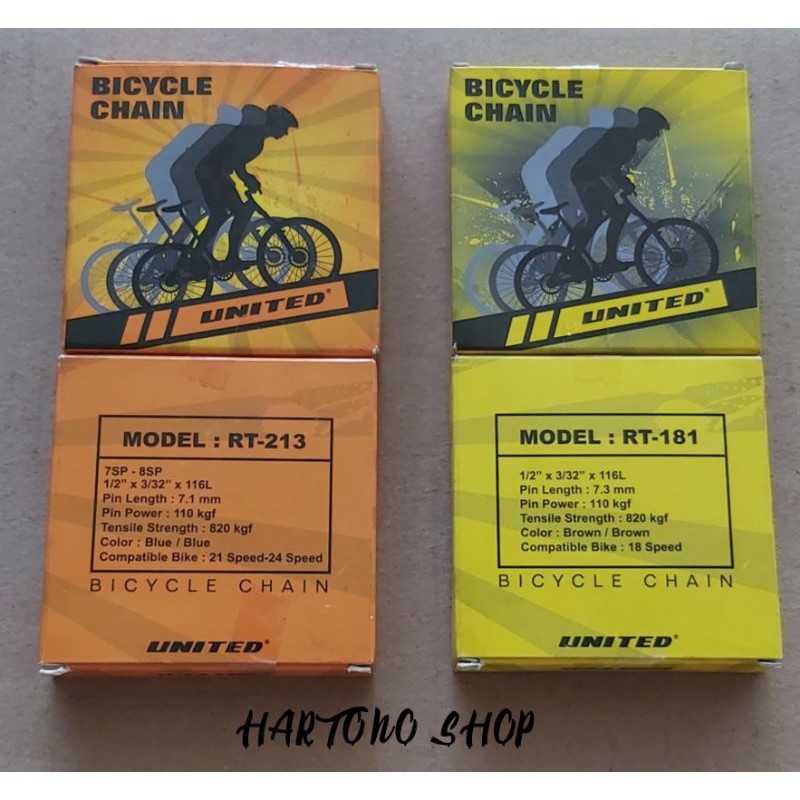 BICYCLE
CHAIN
UNITED®
MODEL : RT-213
7SP - 8SP
1/2" x 3/32" x 116L
Pin Length : 7.1 mm
Pin Power : 110 kgf
Tensile Strength : 820 kgf
Color : Blue / Blue
Compatible Bike : 21 Speed-24 Speed
BICYCLE CHAIN
UNITED®
BICYCLE
CHAIN
UNITED®
MODEL : RT-181
1/2" x 3/32" x 116L
Pin Length : 7.3 mm
Pin Power : 110 kgf
Tensile Strength : 820 kgf
Color : Brown / Brown
Compatible Bike : 18 Speed
BICYCLE CHAIN
UNITED®
HARTONO SHOP